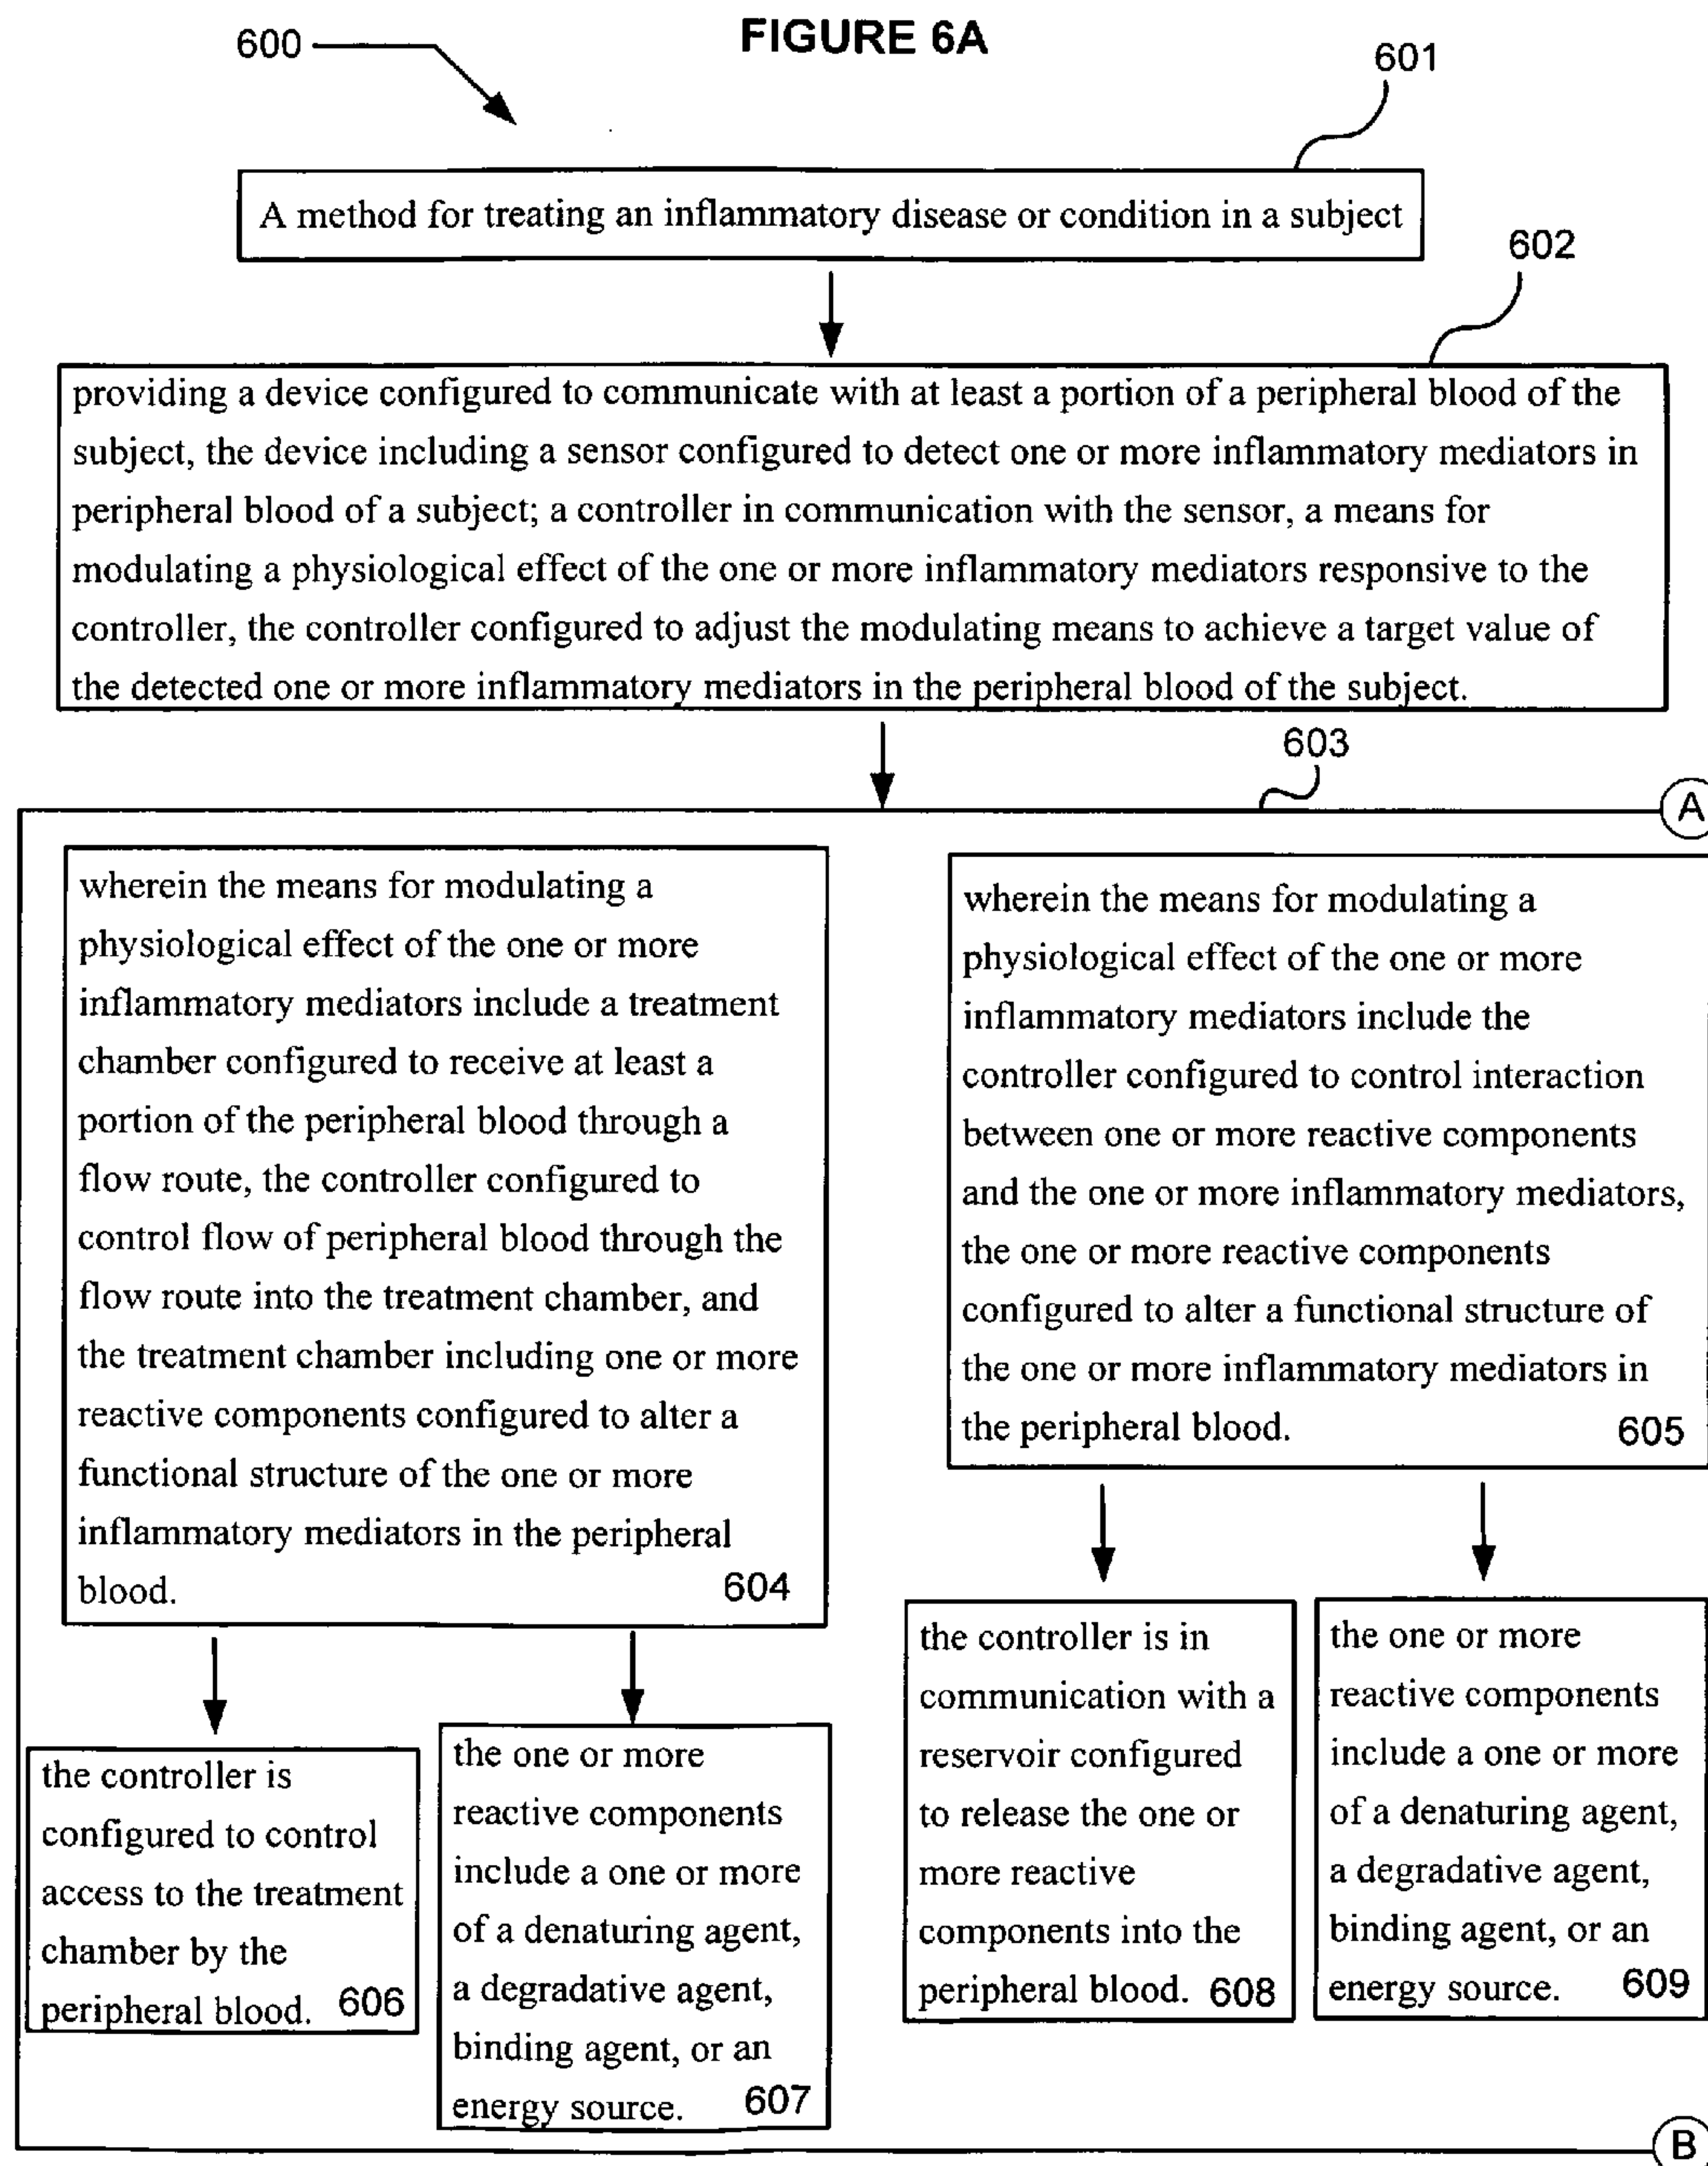 FIGURE 6A
600
601
A method for treating an inflammatory disease or condition in a subject
602
providing a device configured to communicate with at least a portion of a peripheral blood of the
subject, the device including a sensor configured to detect one or more inflammatory mediators in
peripheral blood of a subject; a controller in communication with the sensor, a means for
modulating a physiological effect of the one or more inflammatory mediators responsive to the
controller, the controller configured to adjust the modulating means to achieve a target value of
the detected one or more inflammatory mediators in the peripheral blood of the subject.
603
A
wherein the means for modulating a
physiological effect of the one or more
inflammatory mediators include a treatment
chamber configured to receive at least a
portion of the peripheral blood through a
flow route, the controller configured to
control flow of peripheral blood through the
flow route into the treatment chamber, and
the treatment chamber including one or more
reactive components configured to alter a
functional structure of the one or more
inflammatory mediators in the peripheral
blood. 604
wherein the means for modulating a
physiological effect of the one or more
inflammatory mediators include the
controller configured to control interaction
between one or more reactive components
and the one or more inflammatory mediators,
the one or more reactive components
configured to alter a functional structure of
the one or more inflammatory mediators in
the peripheral blood. 605
the controller is
configured to control
access to the treatment
chamber by the
peripheral blood. 606
the one or more
reactive components
include a one or more
of a denaturing agent,
a degradative agent,
binding agent, or an
energy source. 607
the controller is in
communication with a
reservoir configured
to release the one or
more reactive
components into the
peripheral blood. 608
the one or more
reactive components
include a one or more
of a denaturing agent,
a degradative agent,
binding agent, or an
energy source. 609
B